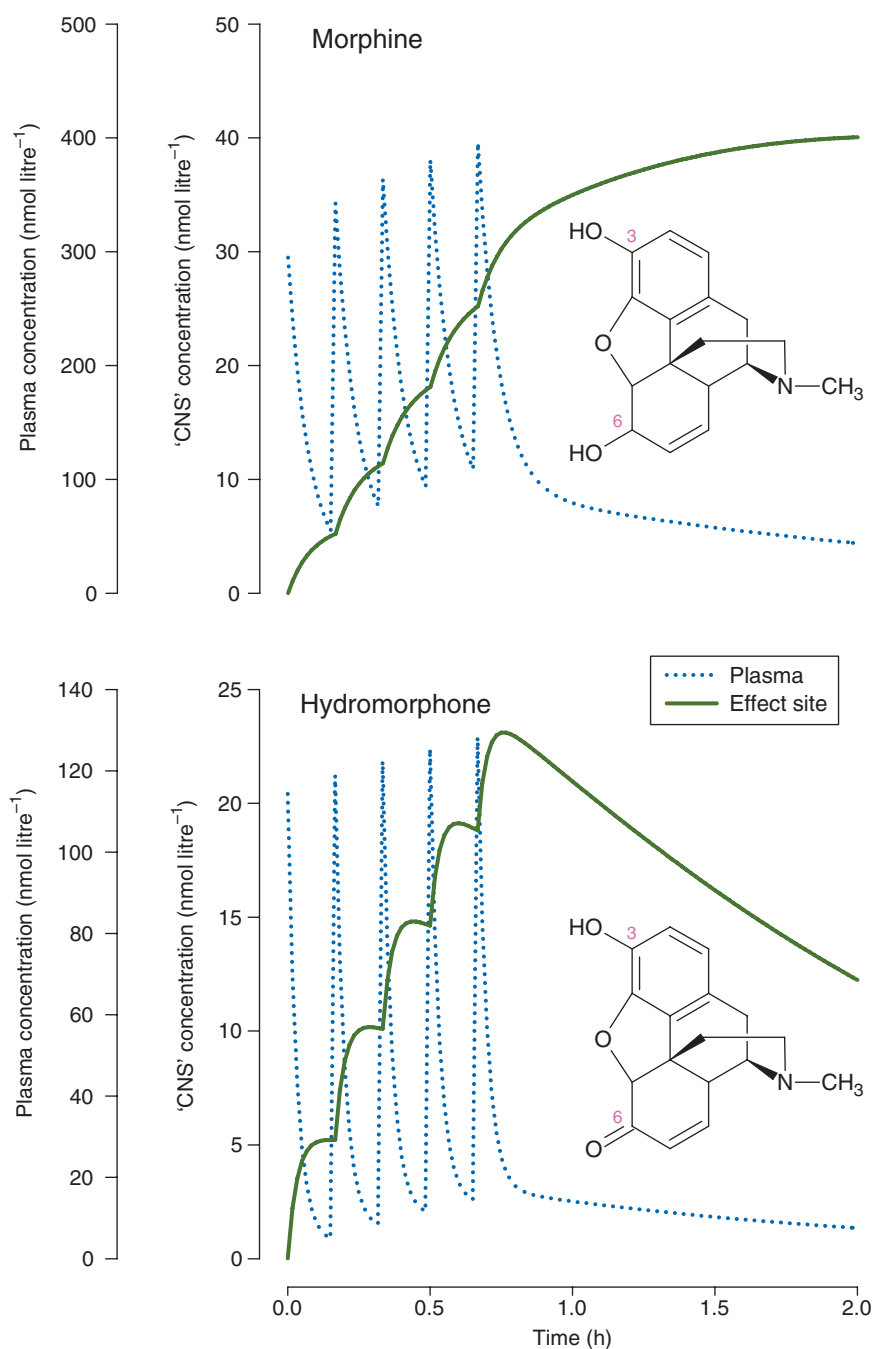 Morphine
Plasma concentration (nmol litre⁻¹)
500
400
300
200
100
0
'CNS' concentration (nmol litre⁻¹)
50
40
30
20
10
0
HO
3
O
6
HO
N—CH₃
Plasma
Effect site
Hydromorphone
Plasma concentration (nmol litre⁻¹)
140
120
100
80
60
40
20
0
'CNS' concentration (nmol litre⁻¹)
25
20
15
10
5
0
HO
3
O
6
O
N—CH₃
0.0 0.5 1.0 1.5 2.0
Time (h)